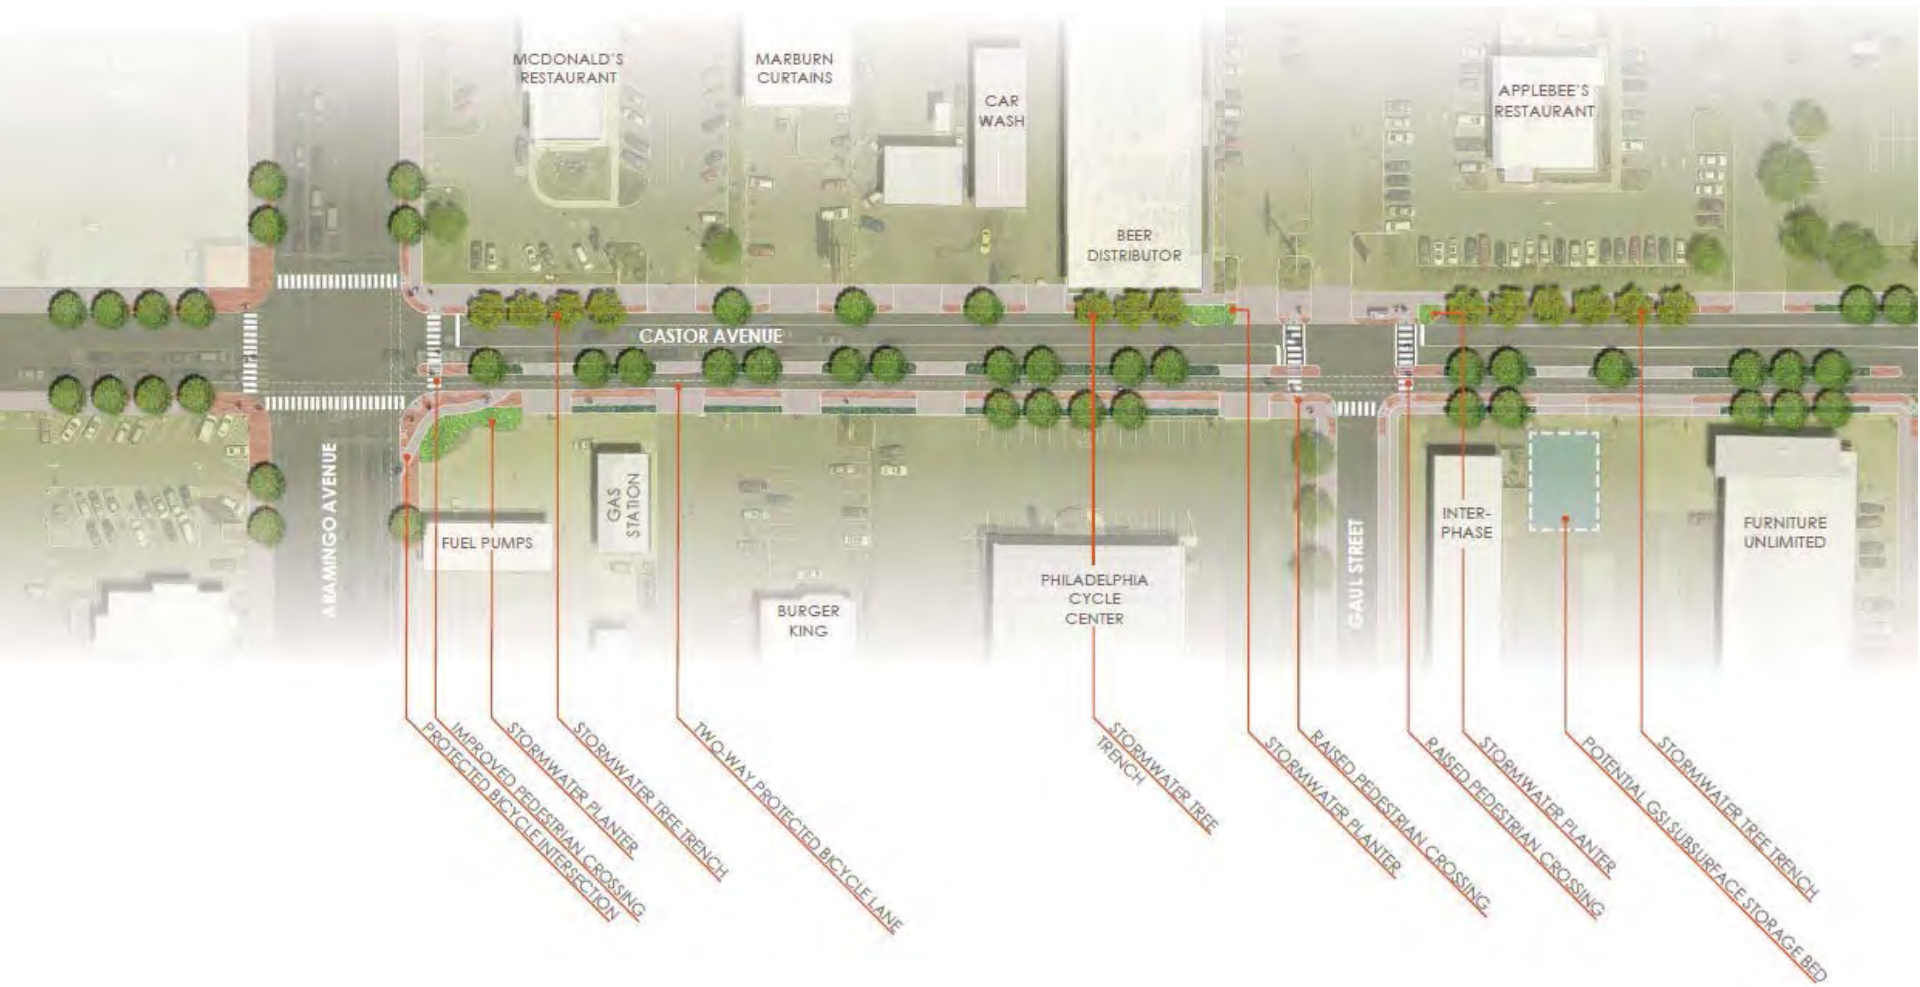 MCDONALD'S
RESTAURANT
MARBURN
CURTAINS
CAR
WASH
APPLEBEE'S
RESTAURANT
BEER
DISTRIBUTOR
CASTOR AVENUE
ARAMINGO AVENUE
FUEL PUMPS
GAS
STATION
BURGER
KING
PHILADELPHIA
CYCLE
CENTER
GAUL STREET
INTER-
PHASE
FURNITURE
UNLIMITED
PROTECTED BICYCLE INTERSECTION
IMPROVED PEDESTRIAN CROSSING
STORMWATER PLANTER
STORMWATER TREE TRENCH
TWO-WAY PROTECTED BICYCLE LANE
STORMWATER TREE
TRENCH
STORMWATER PLANTER
RAISED PEDESTRIAN CROSSING
RAISED PEDESTRIAN CROSSING
STORMWATER PLANTER
POTENTIAL GSI SUBSURFACE STORAGE BED
STORMWATER TREE TRENCH